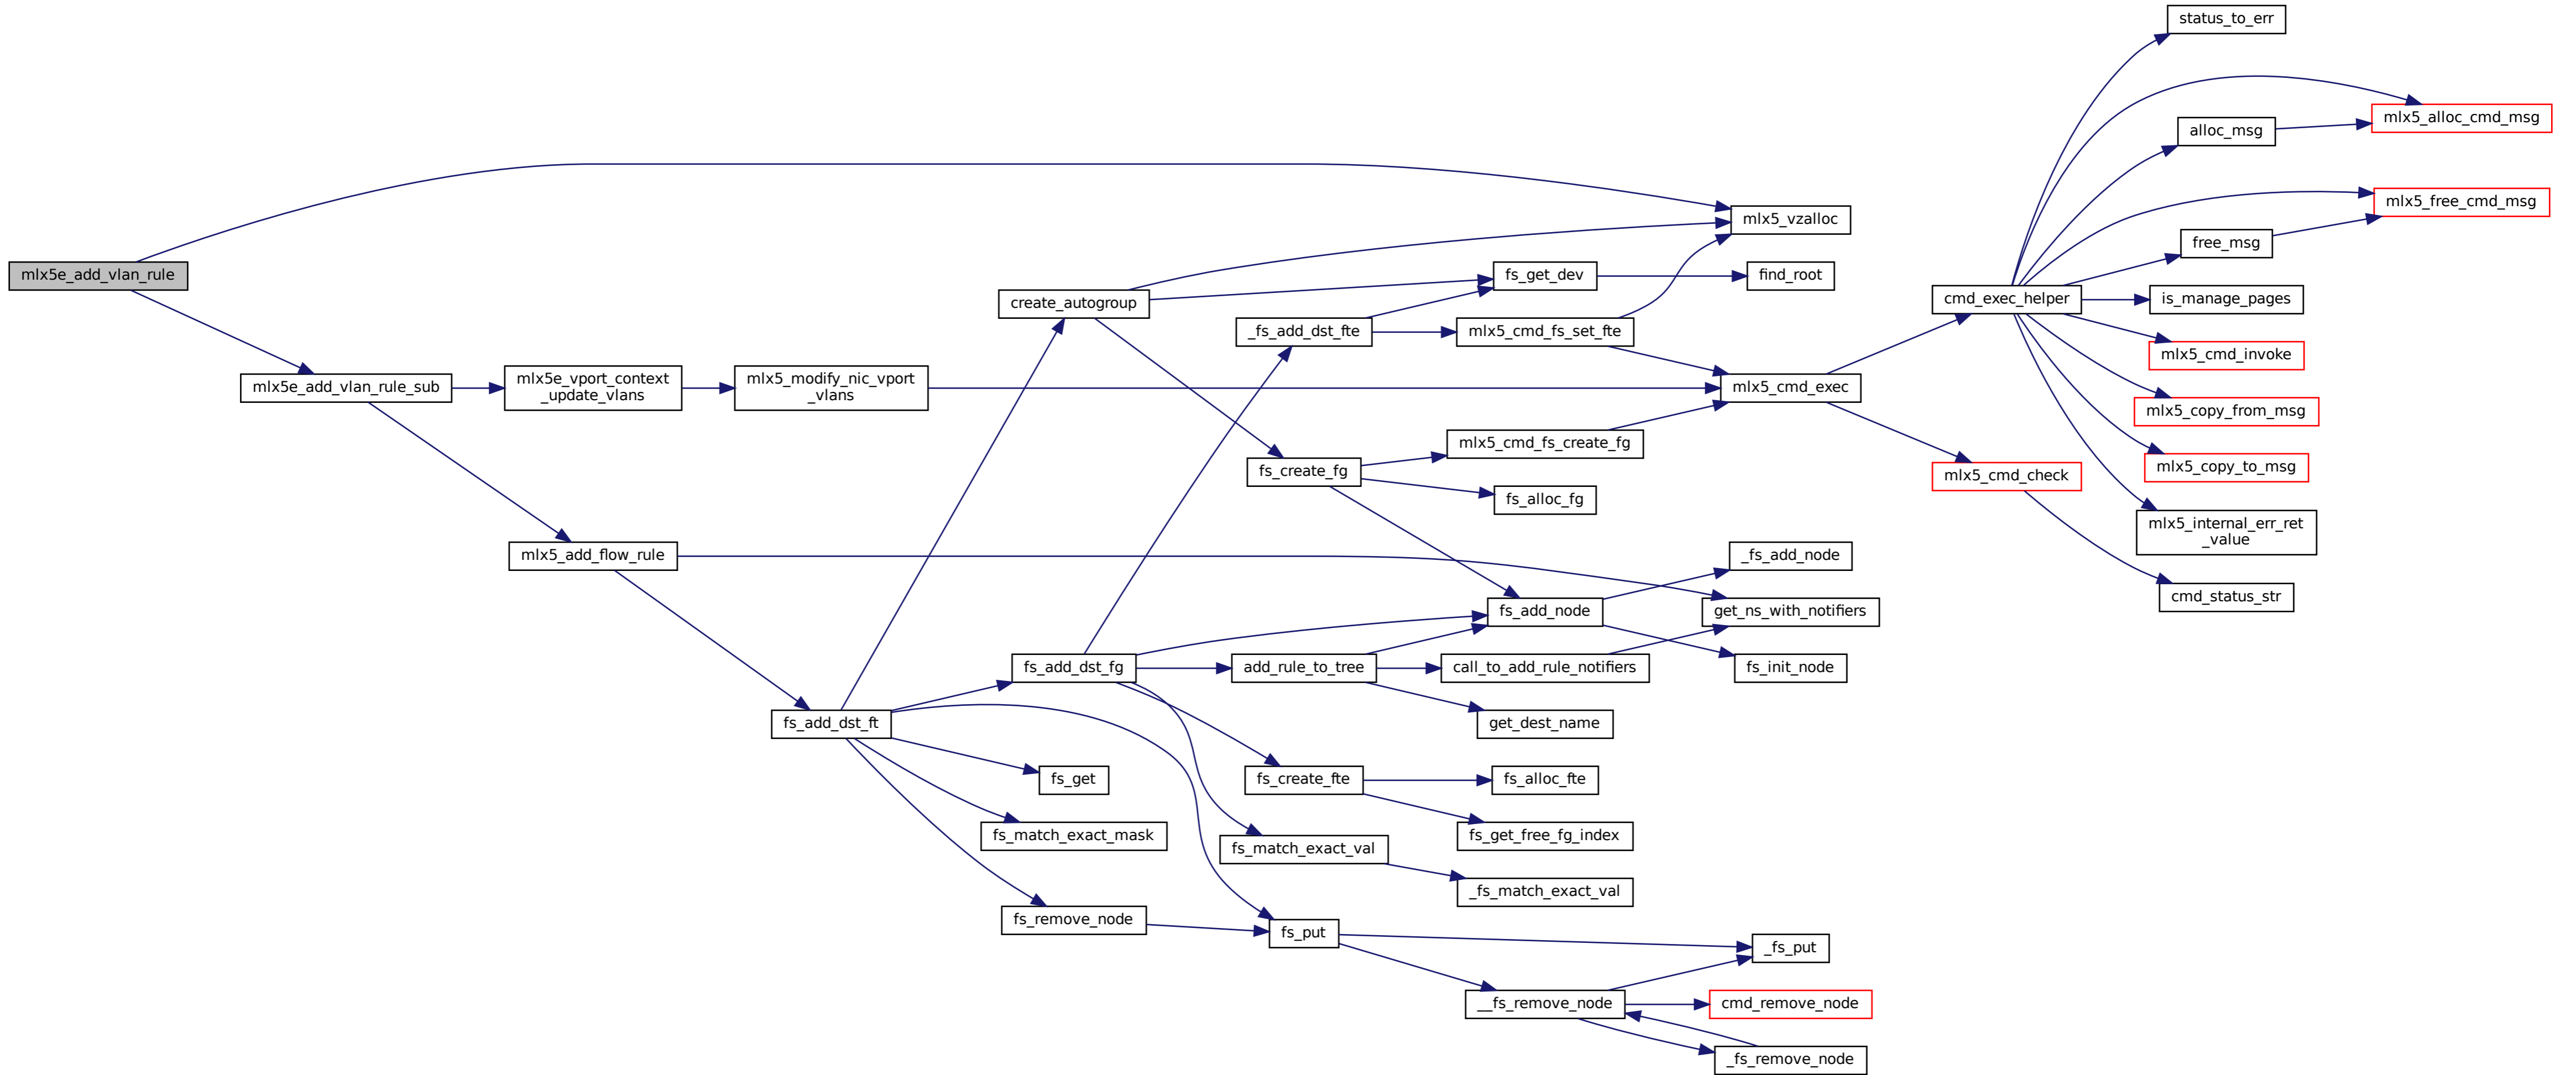 mlx5e_add_vlan_rule
mlx5e_add_vlan_rule_sub
mlx5e_vport_context
_update_vlans
mlx5_modify_nic_vport
_vlans
mlx5_add_flow_rule
fs_add_dst_ft
create_autogroup
fs_add_dst_fg
fs_get
fs_match_exact_mask
fs_remove_node
_fs_add_dst_fte
fs_create_fg
add_rule_to_tree
fs_create_fte
fs_match_exact_val
fs_put
fs_get_dev
mlx5_cmd_fs_set_fte
mlx5_cmd_fs_create_fg
fs_alloc_fg
fs_add_node
call_to_add_rule_notifiers
get_dest_name
fs_alloc_fte
fs_get_free_fg_index
_fs_match_exact_val
__fs_remove_node
mlx5_vzalloc
find_root
mlx5_cmd_exec
_fs_add_node
get_ns_with_notifiers
fs_init_node
_fs_put
cmd_remove_node
_fs_remove_node
cmd_exec_helper
mlx5_cmd_check
status_to_err
alloc_msg
free_msg
is_manage_pages
mlx5_cmd_invoke
mlx5_copy_from_msg
mlx5_copy_to_msg
mlx5_internal_err_ret
_value
cmd_status_str
mlx5_alloc_cmd_msg
mlx5_free_cmd_msg